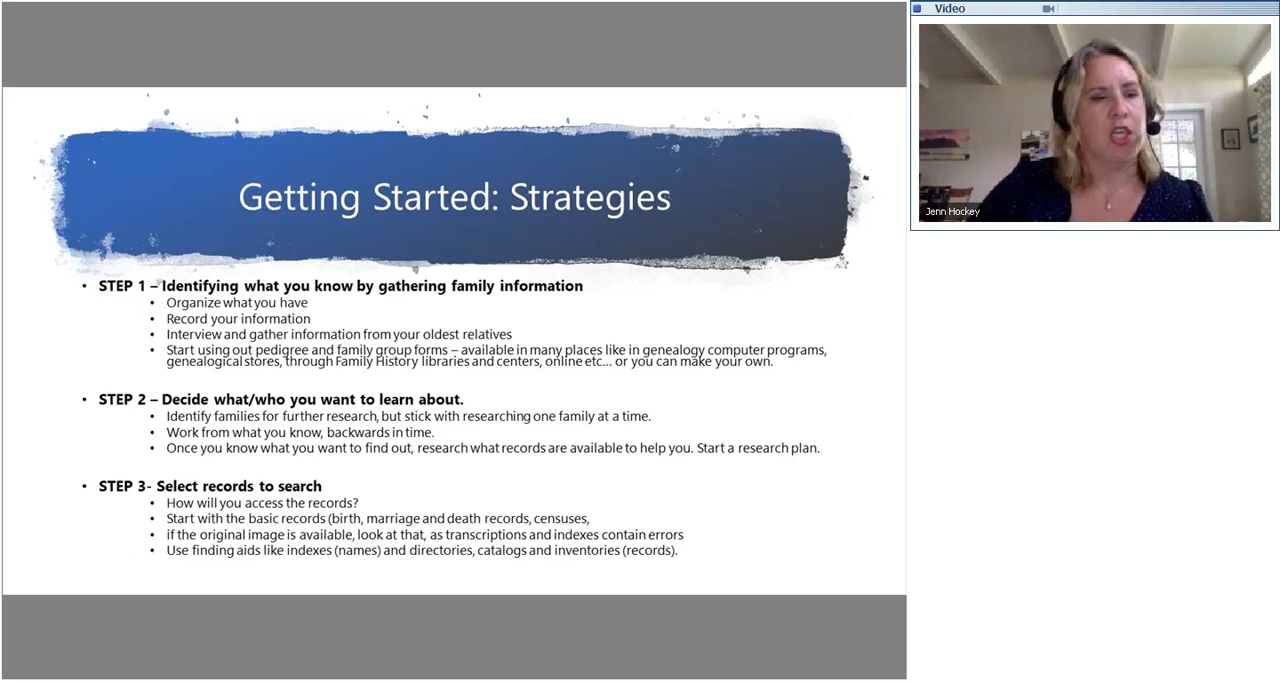 Getting Started: Strategies
• STEP 1 – Identifying what you know by gathering family information
• Organize what you have
• Record your information
• Interview and gather information from your oldest relatives
• Start using out pedigree and family group forms – available in many places like in genealogy computer programs,
genealogical stores, through Family History libraries and centers, online etc... or you can make your own.
• STEP 2 – Decide what/who you want to learn about.
• Identify families for further research, but stick with researching one family at a time.
• Work from what you know, backwards in time.
• Once you know what you want to find out, research what records are available to help you. Start a research plan.
• STEP 3- Select records to search
• How will you access the records?
• Start with the basic records (birth, marriage and death records, censuses,
• if the original image is available, look at that, as transcriptions and indexes contain errors
• Use finding aids like indexes (names) and directories, catalogs and inventories (records).
Video
Jenn Hockey